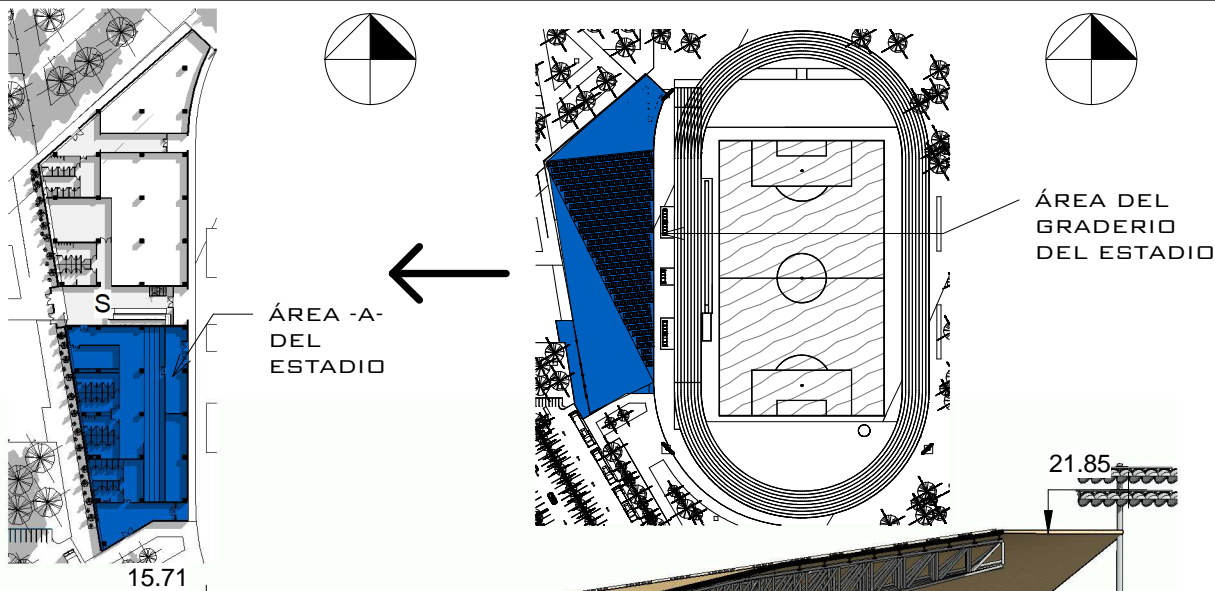 S
ÁREA -A-
DEL
ESTADIO
15.71
ÁREA DEL
GRADERIO
DEL ESTADIO
21.85